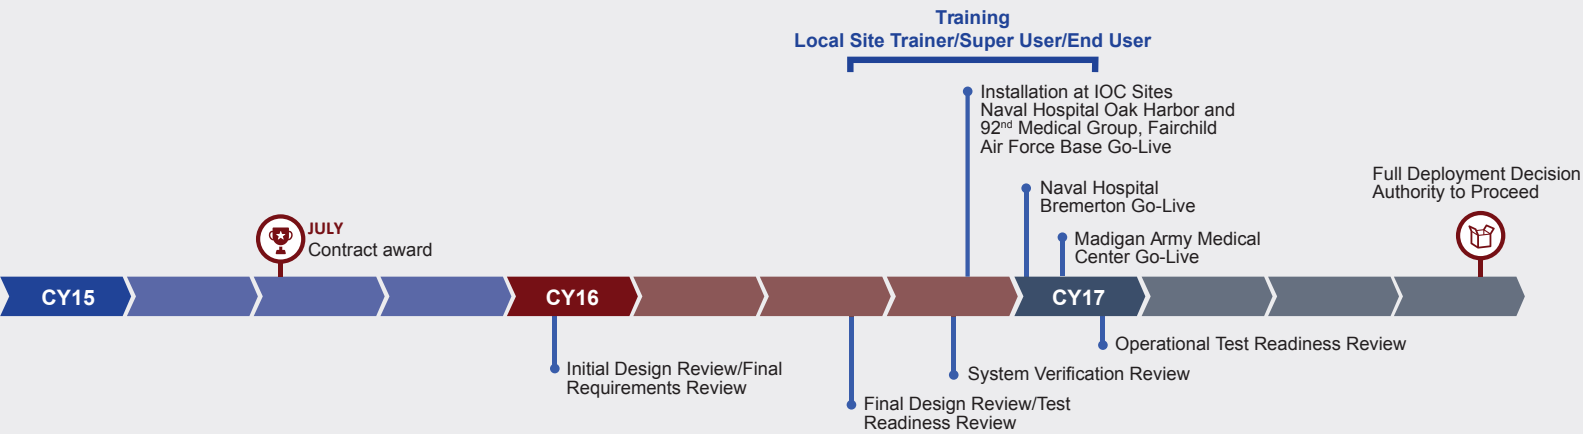 Training
Local Site Trainer/Super User/End User
Installation at IOC Sites
Naval Hospital Oak Harbor and
92nd Medical Group, Fairchild
Air Force Base Go-Live
Full Deployment Decision
Authority to Proceed
Naval Hospital
Bremerton Go-Live
JULY
Contract award
Madigan Army Medical
Center Go-Live
CY15
CY16
CY17
Operational Test Readiness Review
Initial Design Review/Final
Requirements Review
System Verification Review
Final Design Review/Test
Readiness Review